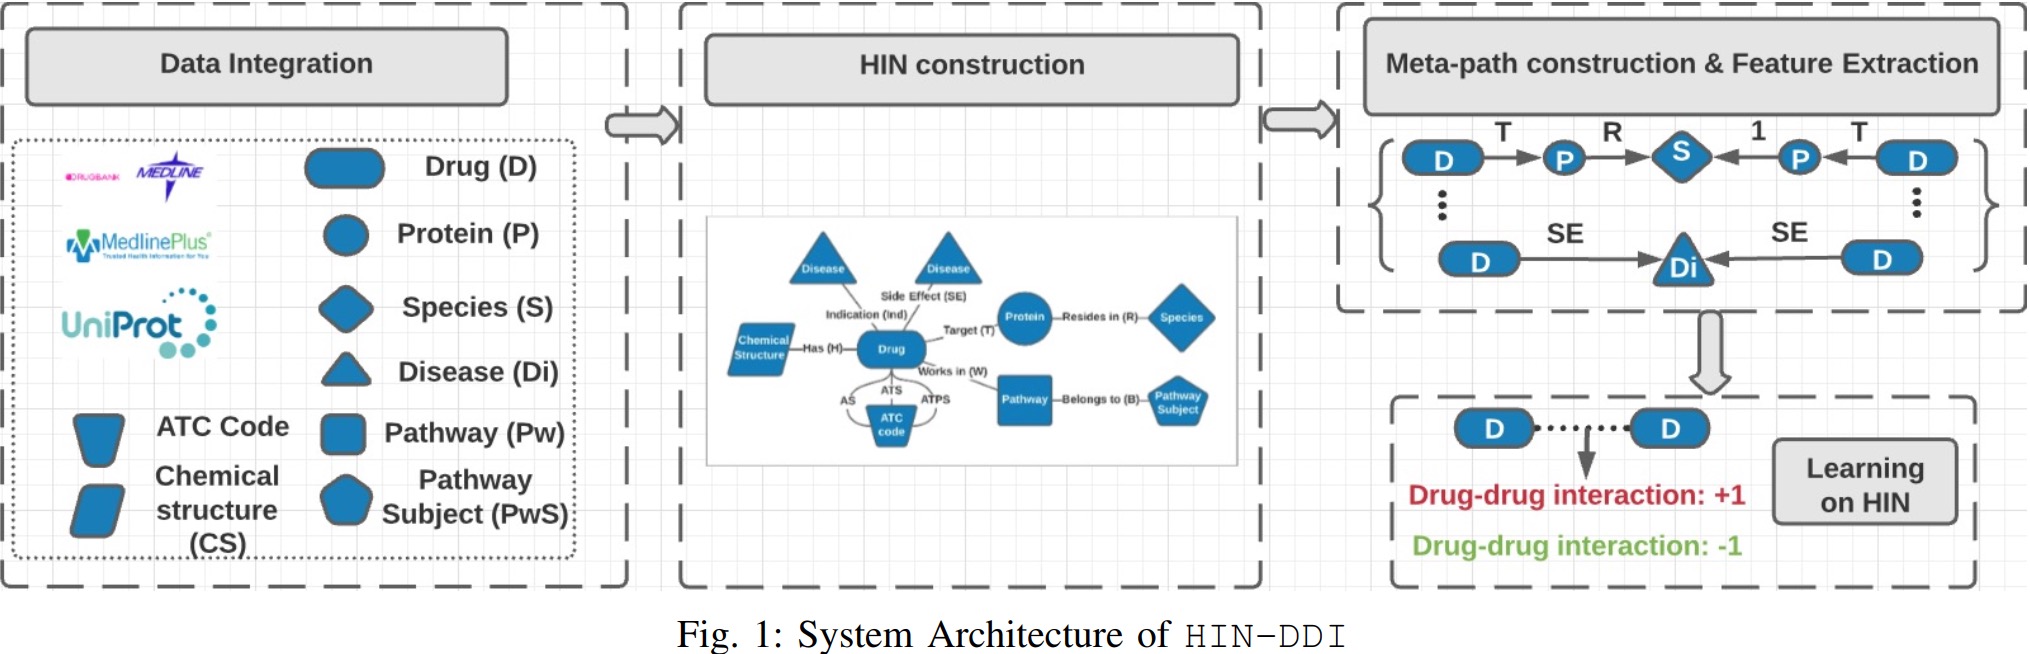 Data Integration
DRUGBANK
MEDLINE
MedlinePlus
Trusted Health Information for You
UniProt
Drug (D)
Protein (P)
Species (S)
Disease (Di)
ATC Code
Pathway (Pw)
Chemical
structure
(CS)
Pathway
Subject (PwS)
HIN construction
Disease
Disease
Side Effect (SE)
Indication (Ind)
Protein
Resides in (R)
Species
Target (T)
Chemical
Structure
Has (H)
Drug
Works in (W)
ATS
AS
ATPS
ATC
code
Pathway
Belongs to (B)
Pathway
Subject
Meta-path construction & Feature Extraction
T R 1 T
D P S P D
SE SE
D Di D
D D
Drug-drug interaction: +1
Drug-drug interaction: -1
Learning
on HIN
Fig. 1: System Architecture of HIN-DDI